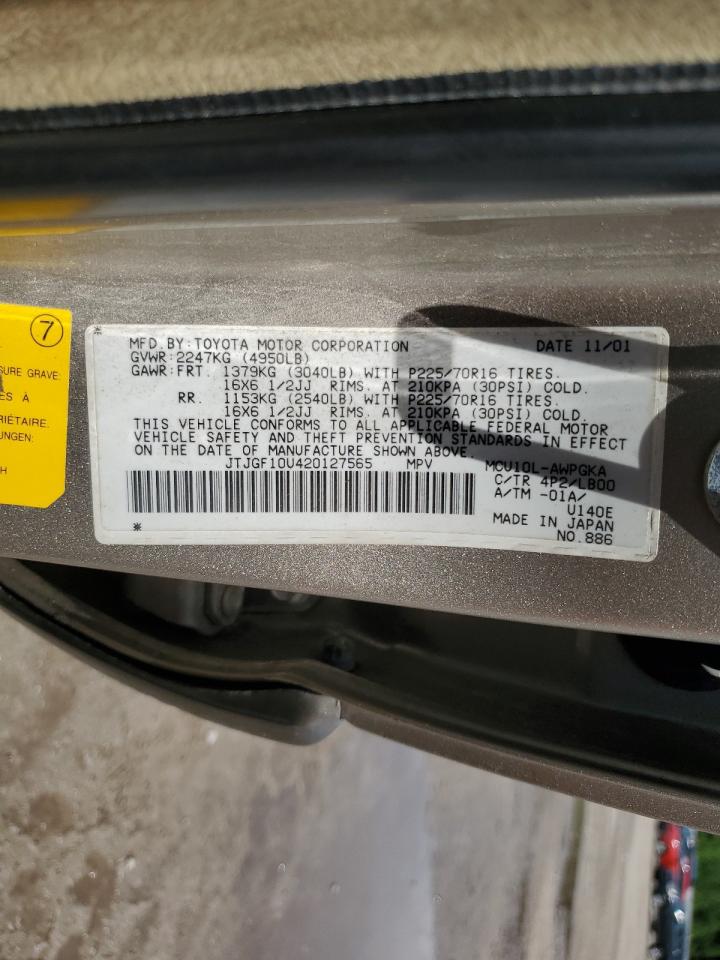 7
SURE GRAVE:
S À
RIÉTAIRE.
UNGEN:
H
* MFD.BY:TOYOTA MOTOR CORPORATION DATE 11/01
GVWR:2247KG (4950LB)
GAWR:FRT. 1379KG (3040LB) WITH P225/70R16 TIRES.
16X6 1/2JJ RIMS. AT 210KPA (30PSI) COLD.
RR. 1153KG (2540LB) WITH P225/70R16 TIRES.
16X6 1/2JJ RIMS. AT 210KPA (30PSI) COLD.
THIS VEHICLE CONFORMS TO ALL APPLICABLE FEDERAL MOTOR
VEHICLE SAFETY AND THEFT PREVENTION STANDARDS IN EFFECT
ON THE DATE OF MANUFACTURE SHOWN ABOVE.
JTJGF10U420127565 MPV MCU10L-AWPGKA
C/TR 4P2/LB00
A/TM -01A/
U140E
MADE IN JAPAN
* NO.886